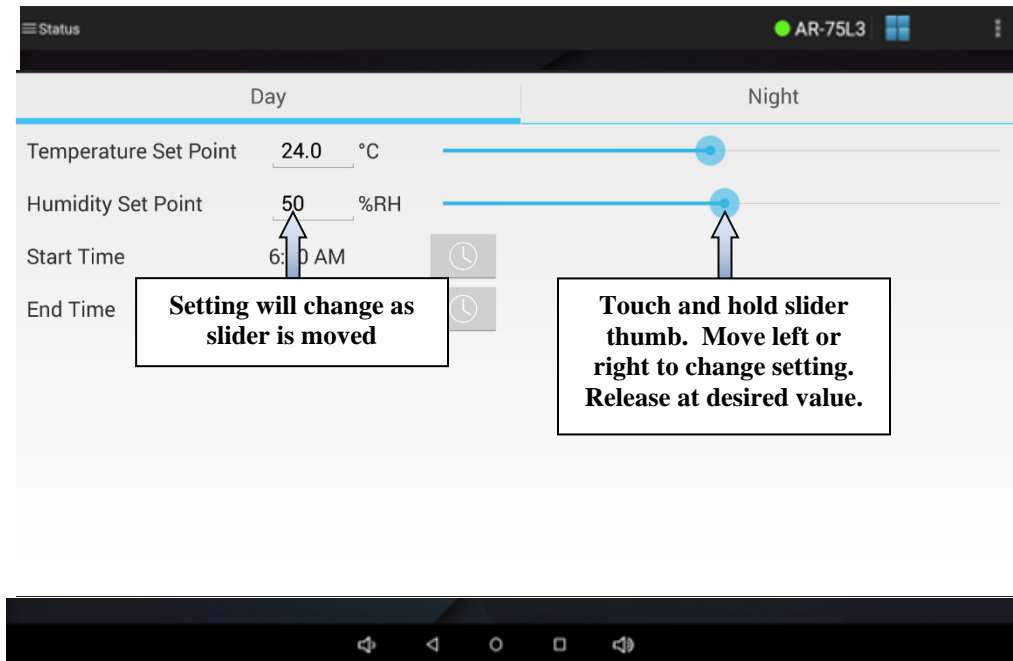 Status
AR-75L3
Day
Night
Temperature Set Point 24.0 °C
Humidity Set Point 50 %RH
Start Time AM
End Time
Setting will change as
slider is moved
Touch and hold slider
thumb. Move left or
right to change setting.
Release at desired value.